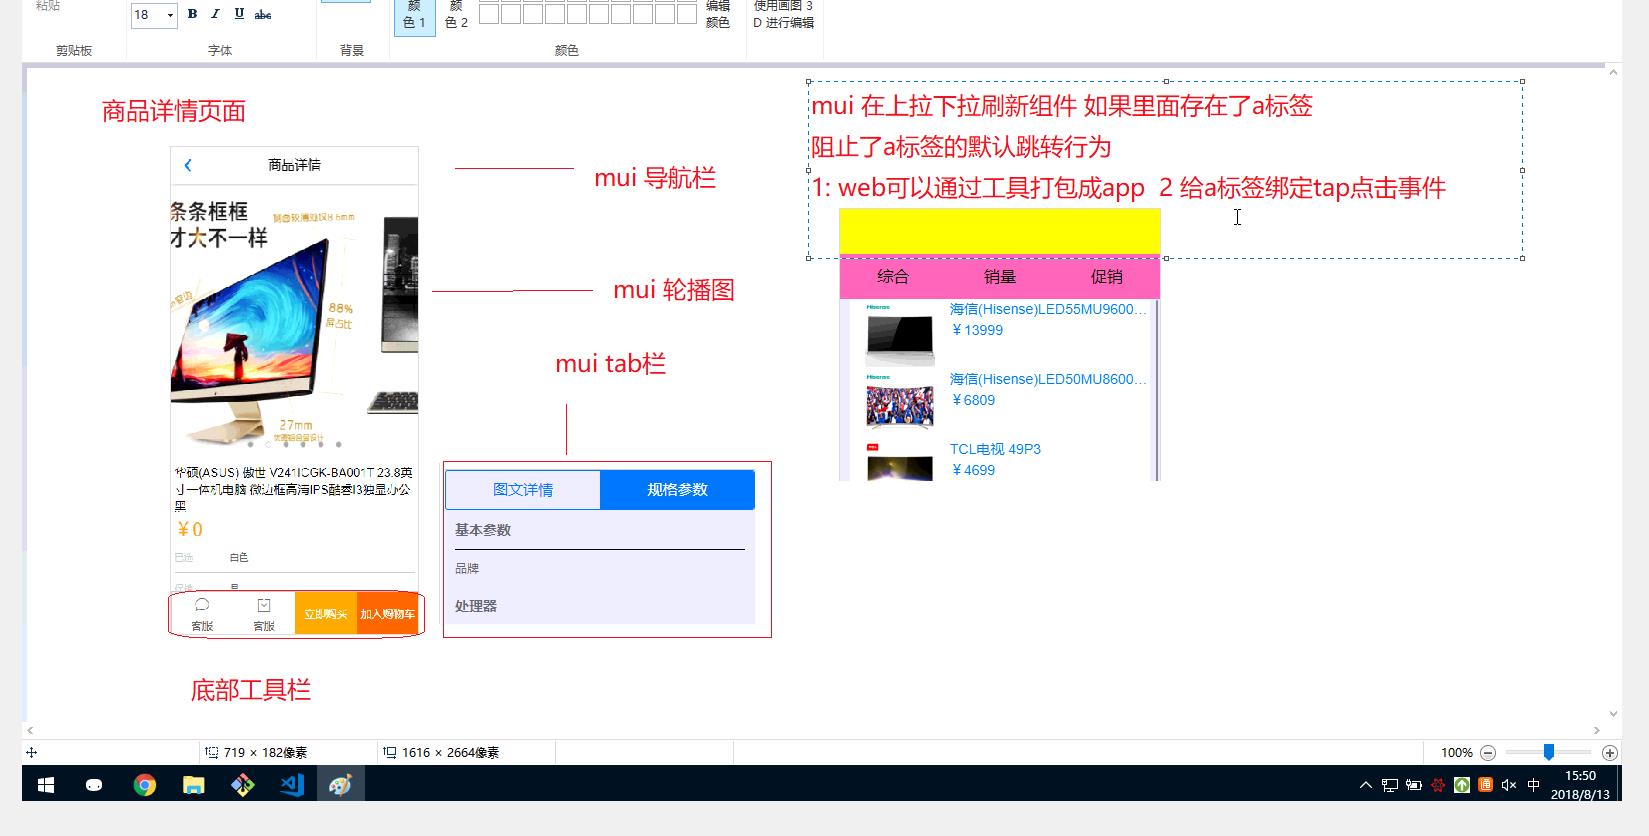 粘贴
18
B I U abc
颜
色 1
颜
色 2
编辑
颜色
使用画图 3
D 进行编辑
剪贴板
字体
背景
颜色
商品详情页面
商品详情
条条框框
才大不一样
88%
屏占比
27mm
华硕(ASUS) 傲世 V241ICGK-BA001T 23.8英
寸一体机电脑 微边框高清IPS酷睿i3独显办公
黑
￥0
已选 白色
客服 客服 立即购买 加入购物车
底部工具栏
mui 导航栏
mui 轮播图
mui tab栏
图文详情 规格参数
基本参数
品牌
处理器
mui 在上拉下拉刷新组件 如果里面存在了a标签
阻止了a标签的默认跳转行为
1: web可以通过工具打包成app 2 给a标签绑定tap点击事件
综合 销量 促销
Hisense
海信(Hisense)LED55MU9600...
￥13999
Hisense
海信(Hisense)LED50MU8600...
￥6809
TCL
TCL电视 49P3
￥4699
719 × 182像素
1616 × 2664像素
100%
中
15:50
2018/8/13